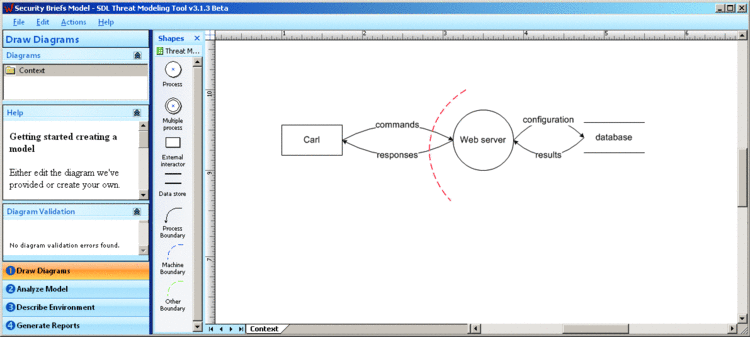 Security Briefs Model - SDL Threat Modeling Tool v3.1.3 Beta
File Edit Actions Help
Draw Diagrams
Diagrams
Context
Help
Getting started creating a
model
Either edit the diagram we've
provided or create your own.
Diagram Validation
No diagram validation errors found.
1 Draw Diagrams
2 Analyze Model
3 Describe Environment
4 Generate Reports
Shapes
Threat M...
Process
Multiple
process
External
interactor
Data store
Process
Boundary
Machine
Boundary
Other
Boundary
1 2 3 4 5 6
10
9
8
7
Carl
commands
responses
Web server
configuration
results
database
Context